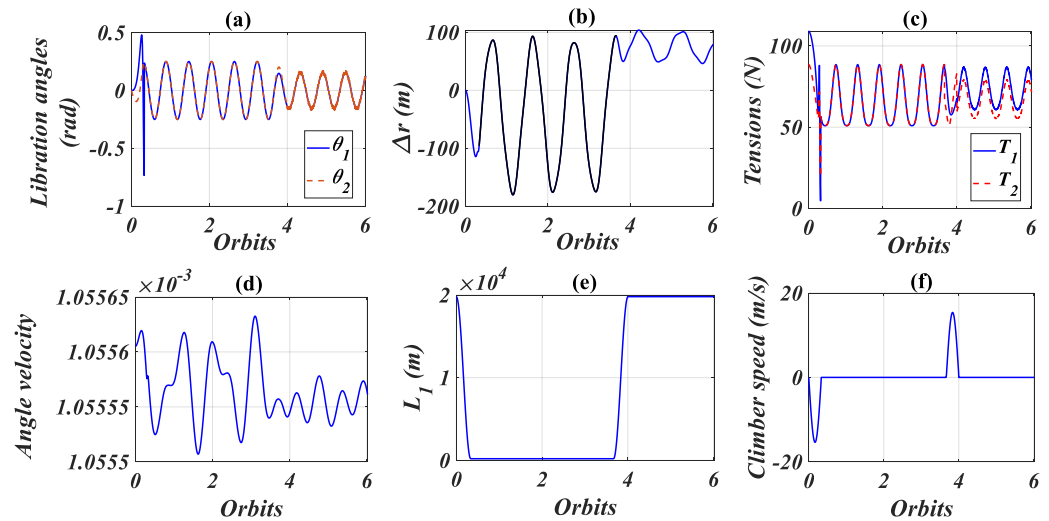 (a)
Libration angles
(rad)
0.5
0
-0.5
-1
θ1
θ2
0 2 4 6
Orbits
(b)
Δr (m)
100
0
-100
-200
0 2 4 6
Orbits
(c)
Tensions (N)
100
50
0
T1
T2
0 2 4 6
Orbits
×10-3
(d)
Angle velocity
1.05565
1.0556
1.05555
1.0555
0 2 4 6
Orbits
×104
(e)
L1 (m)
2
1
0
0 2 4 6
Orbits
(f)
Climber speed (m/s)
20
0
-20
0 2 4 6
Orbits